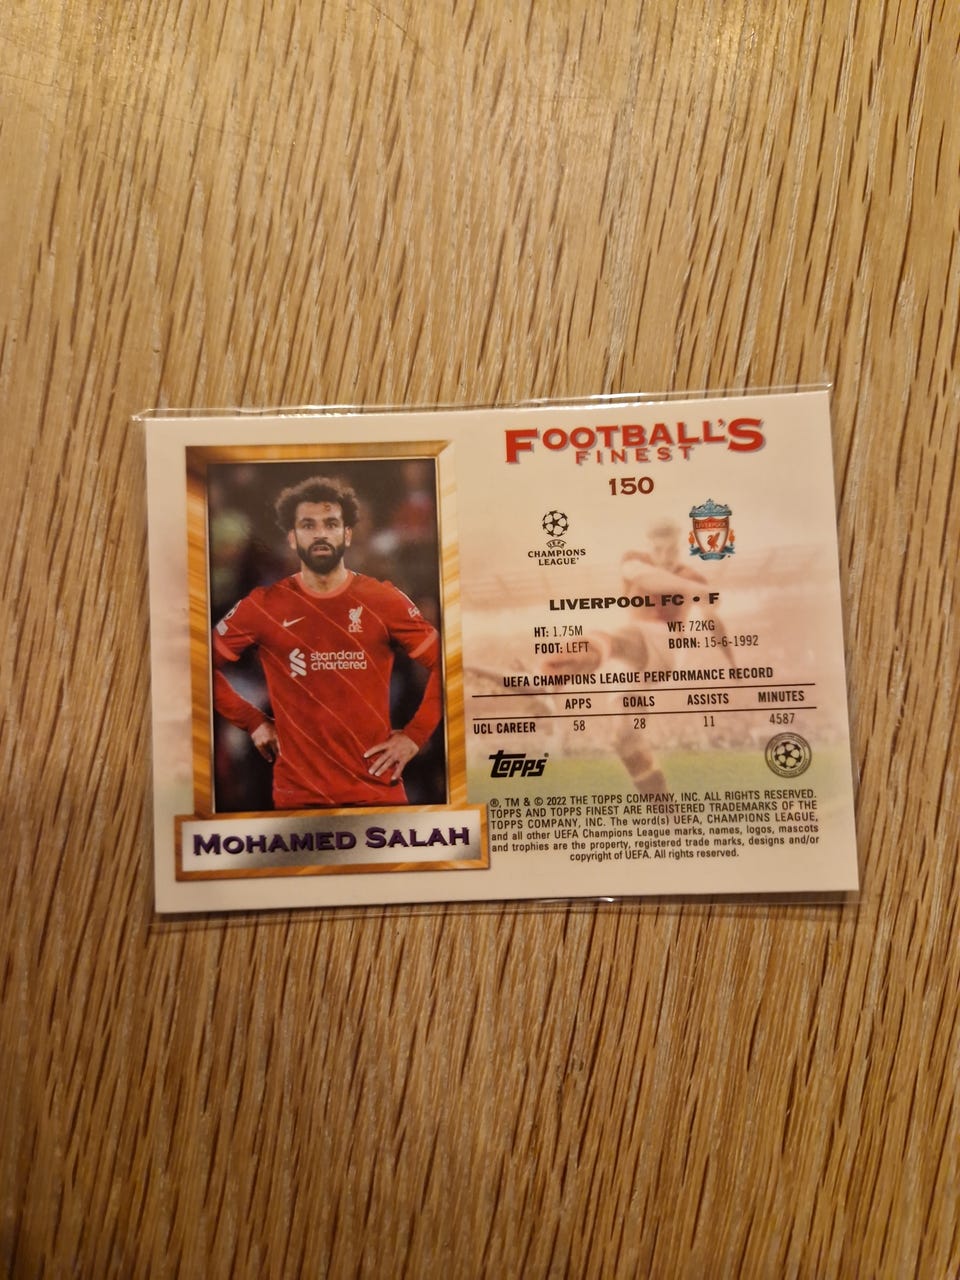 FOOTBALL'S
FINEST
150
UEFA
CHAMPIONS
LEAGUE®
LIVERPOOL
LIVERPOOL FC • F
HT: 1.75M
WT: 72KG
FOOT: LEFT
BORN: 15-6-1992
UEFA CHAMPIONS LEAGUE PERFORMANCE RECORD
APPS GOALS ASSISTS MINUTES
UCL CAREER 58 28 11 4587
topps®
®, TM & © 2022 THE TOPPS COMPANY, INC. ALL RIGHTS RESERVED.
TOPPS AND TOPPS FINEST ARE REGISTERED TRADEMARKS OF THE
TOPPS COMPANY, INC. The word(s) UEFA, CHAMPIONS LEAGUE,
and all other UEFA Champions League marks, names, logos, mascots
and trophies are the property, registered trade marks, designs and/or
copyright of UEFA. All rights reserved.
standard
chartered
MOHAMED SALAH